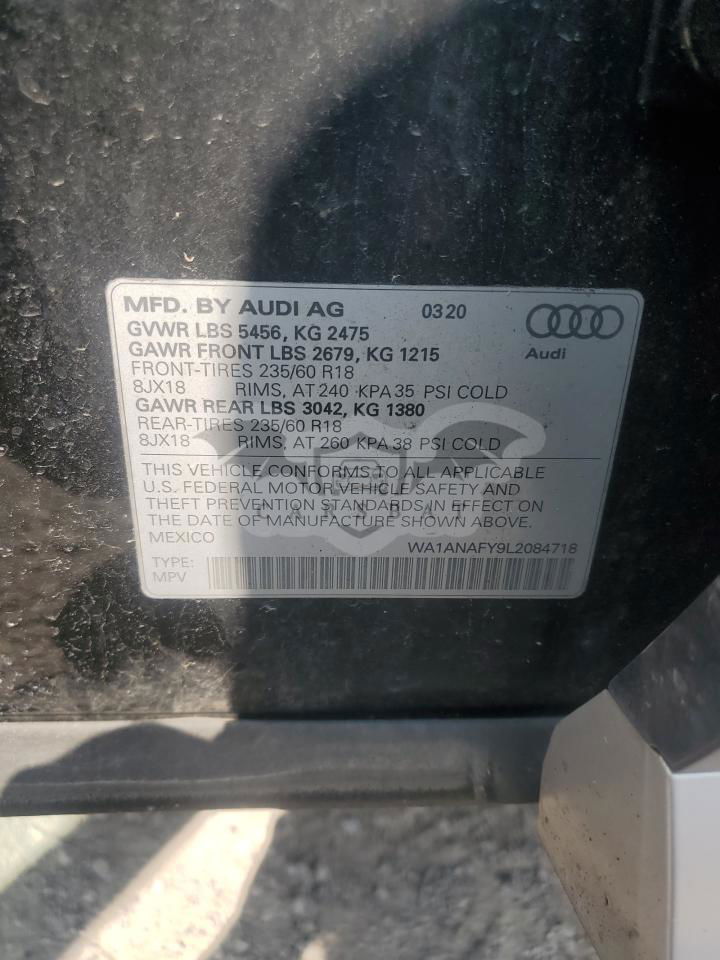 MFD. BY AUDI AG 0320
GVWR LBS 5456, KG 2475
GAWR FRONT LBS 2679, KG 1215
Audi
FRONT-TIRES 235/60 R18
8JX18 RIMS, AT 240 KPA 35 PSI COLD
GAWR REAR LBS 3042, KG 1380
REAR-TIRES 235/60 R18
8JX18 RIMS, AT 260 KPA 38 PSI COLD
THIS VEHICLE CONFORMS TO ALL APPLICABLE
U.S. FEDERAL MOTOR VEHICLE SAFETY AND
THEFT PREVENTION STANDARDS IN EFFECT ON
THE DATE OF MANUFACTURE SHOWN ABOVE.
MEXICO
WA1ANAFY9L2084718
TYPE:
MPV